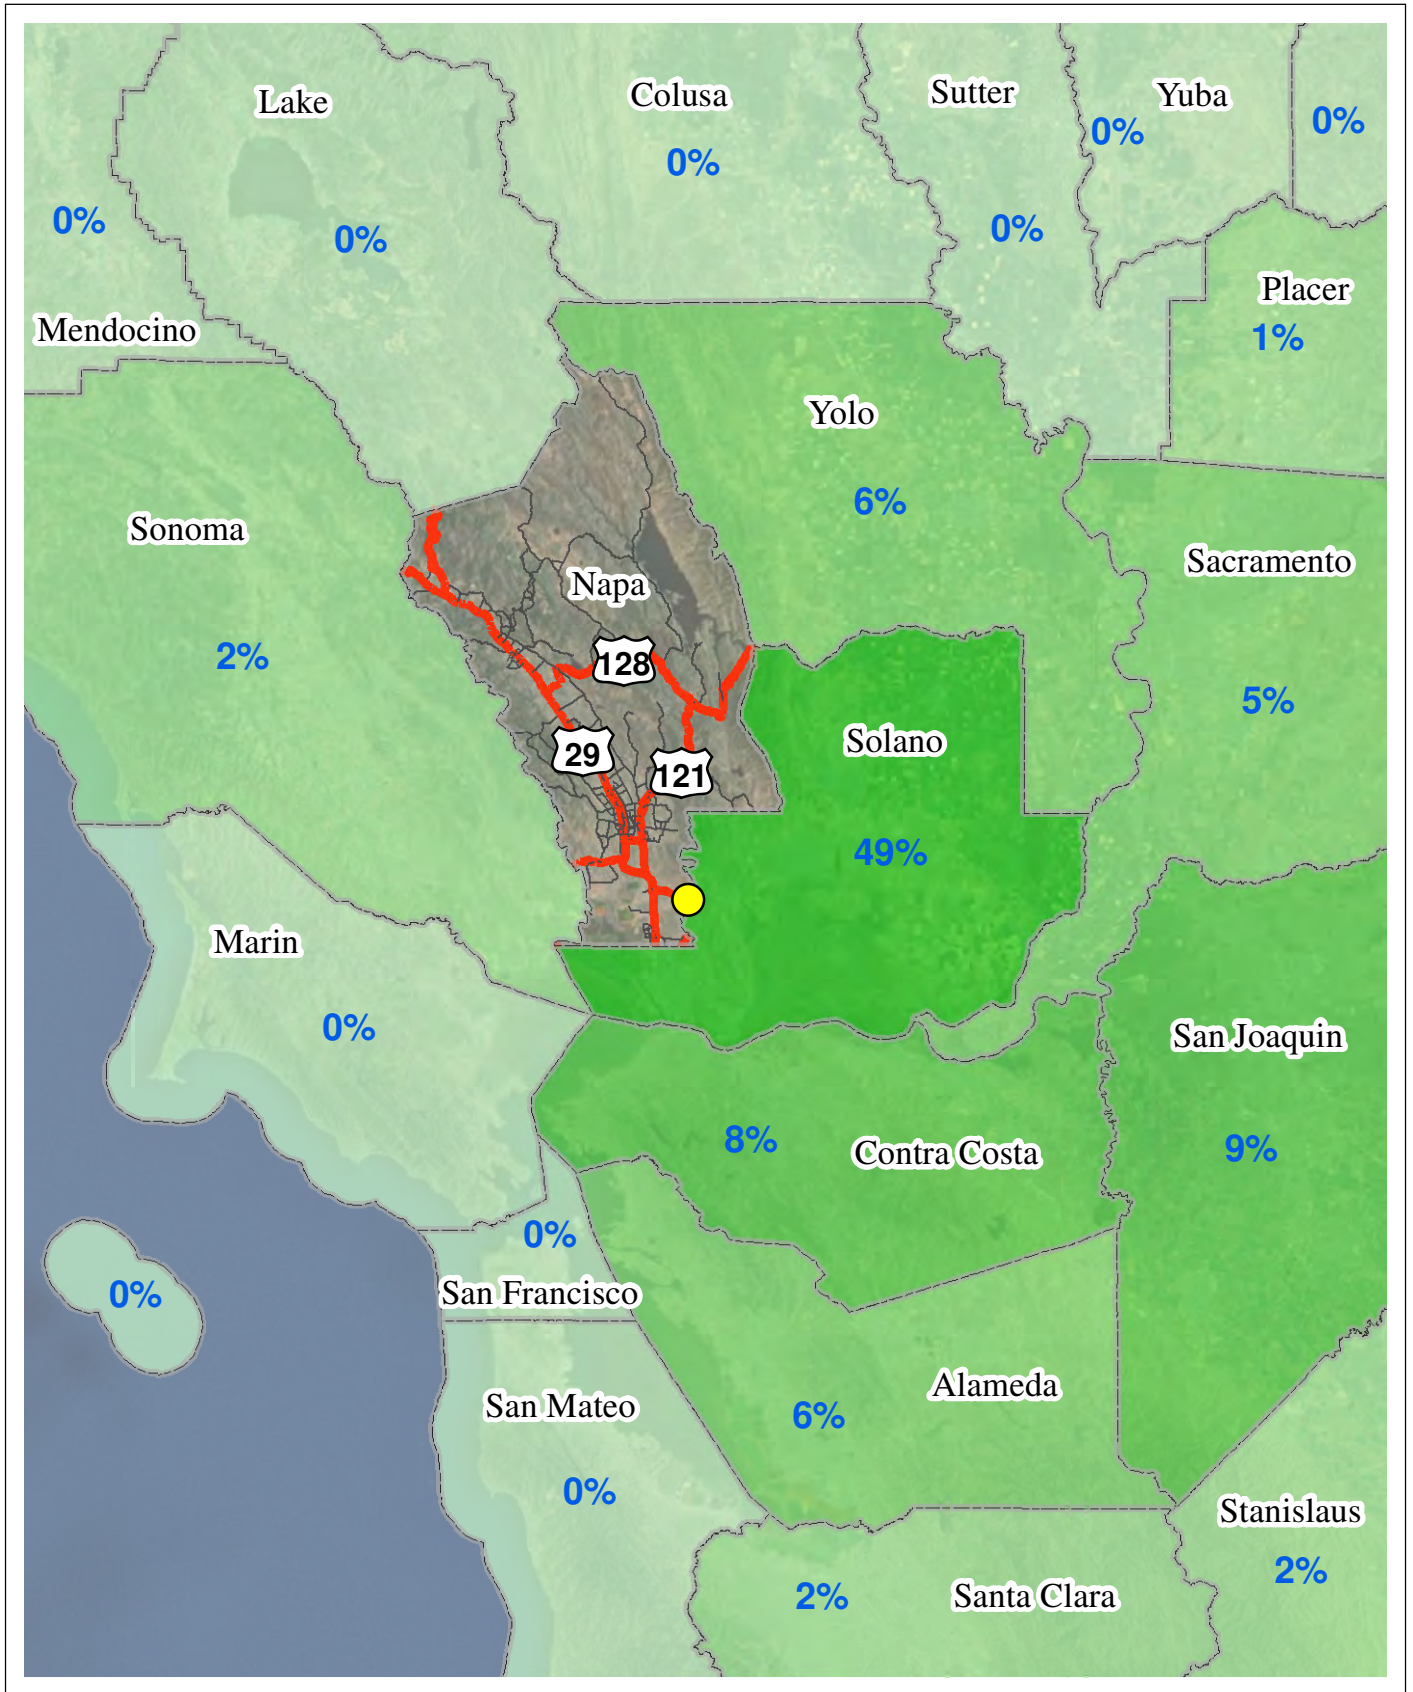 Lake
Colusa
Sutter
Yuba
0%
0%
0%
0%
0%
0%
Placer
Mendocino
1%
Yolo
6%
Sonoma
Sacramento
Napa
2%
128
5%
Solano
29
121
49%
Marin
0%
San Joaquin
8%
Contra Costa
9%
0%
San Francisco
0%
Alameda
San Mateo
6%
0%
Stanislaus
2%
Santa Clara
2%
0%